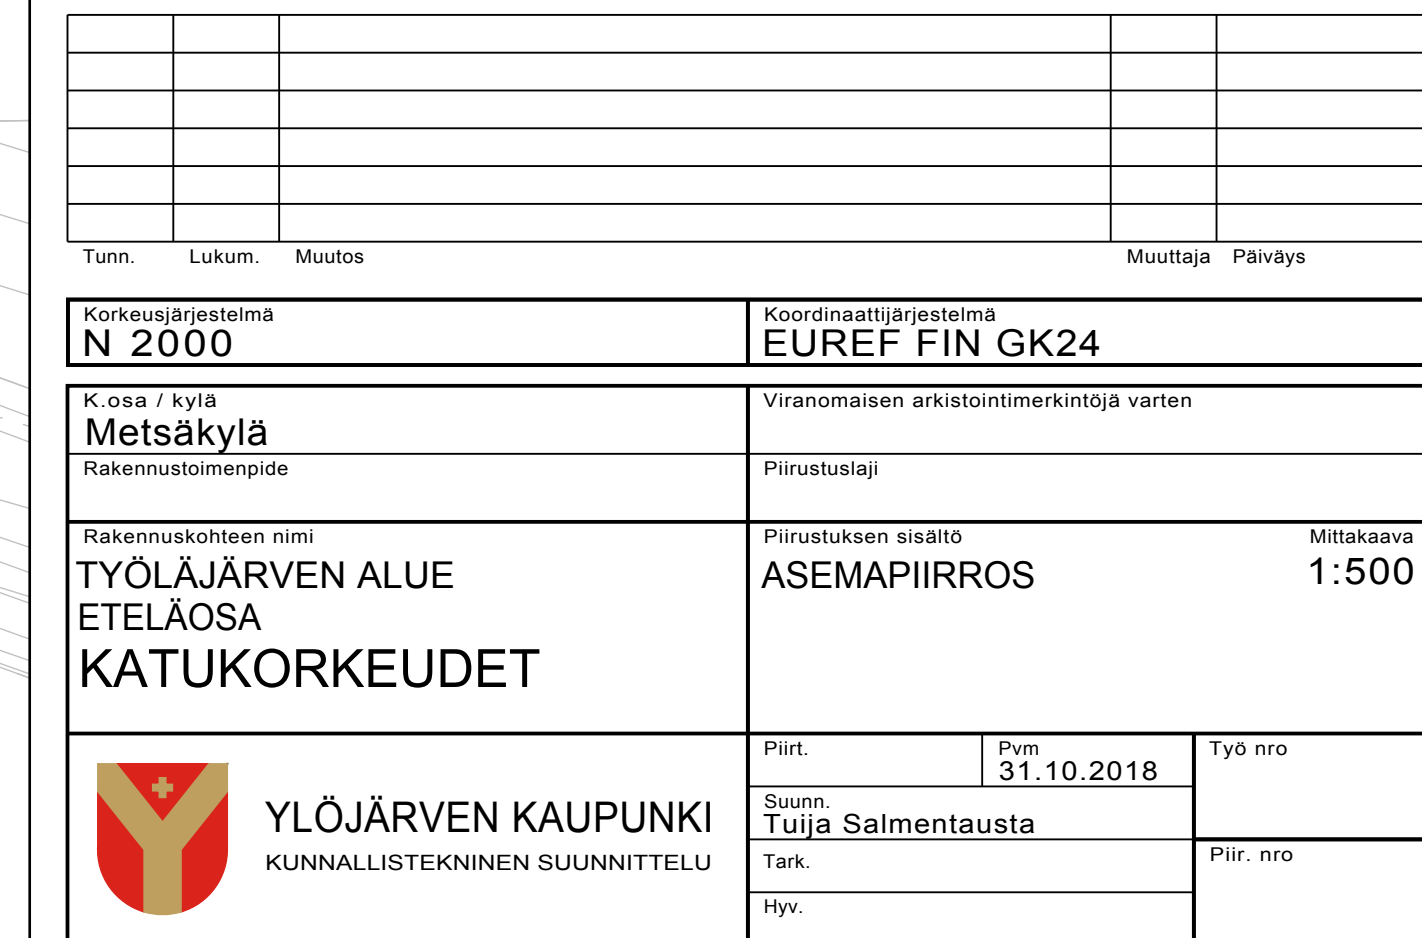 Tunn. Lukum. Muutos Muuttaja Päiväys
Korkeusjärjestelmä Koordinaattijärjestelmä
N 2000 EUREF FIN GK24
K.osa / kylä Viranomaisen arkistointimerkintöjä varten
Metsäkylä
Rakennustoimenpide Piirustuslaji
Rakennuskohteen nimi Piirustuksen sisältö Mittakaava
TYÖLÄJÄRVEN ALUE ASEMAPIIRROS 1:500
ETELÄOSA
KATUKORKEUDET
Piirt. Pvm Työ nro
31.10.2018
Suunn.
YLÖJÄRVEN KAUPUNKI Tuija Salmentausta
KUNNALLISTEKNINEN SUUNNITTELU Tark. Piir. nro
Hyv.